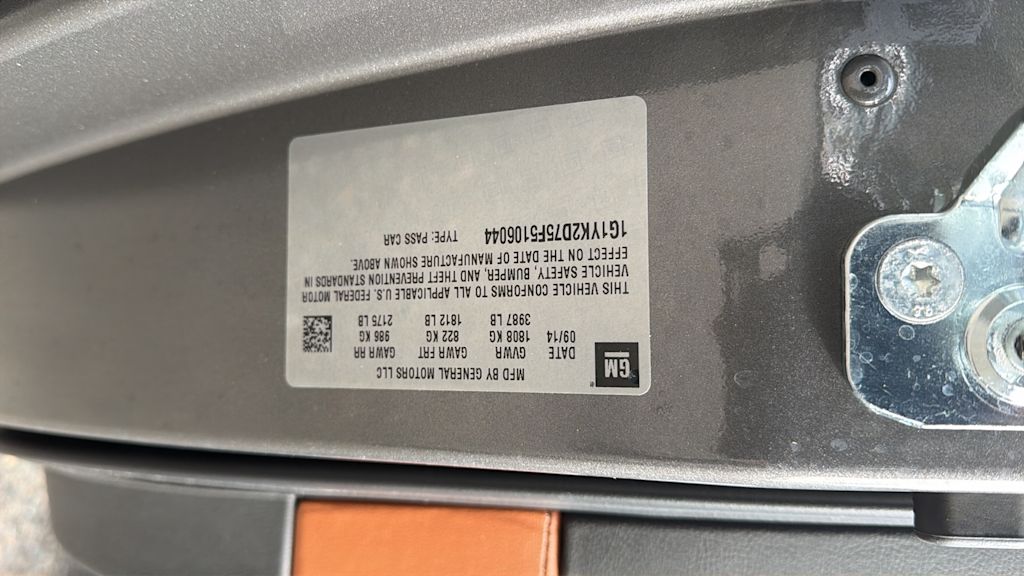 MFD BY GENERAL MOTORS LLC
GM
DATE GVWR GAWR FRT GAWR RR
09/14 1808 KG 822 KG 986 KG
3987 LB 1812 LB 2175 LB
THIS VEHICLE CONFORMS TO ALL APPLICABLE U.S. FEDERAL MOTOR
VEHICLE SAFETY, BUMPER, AND THEFT PREVENTION STANDARDS IN
EFFECT ON THE DATE OF MANUFACTURE SHOWN ABOVE.
1G1YK2D75F5106044 TYPE: PASS CAR